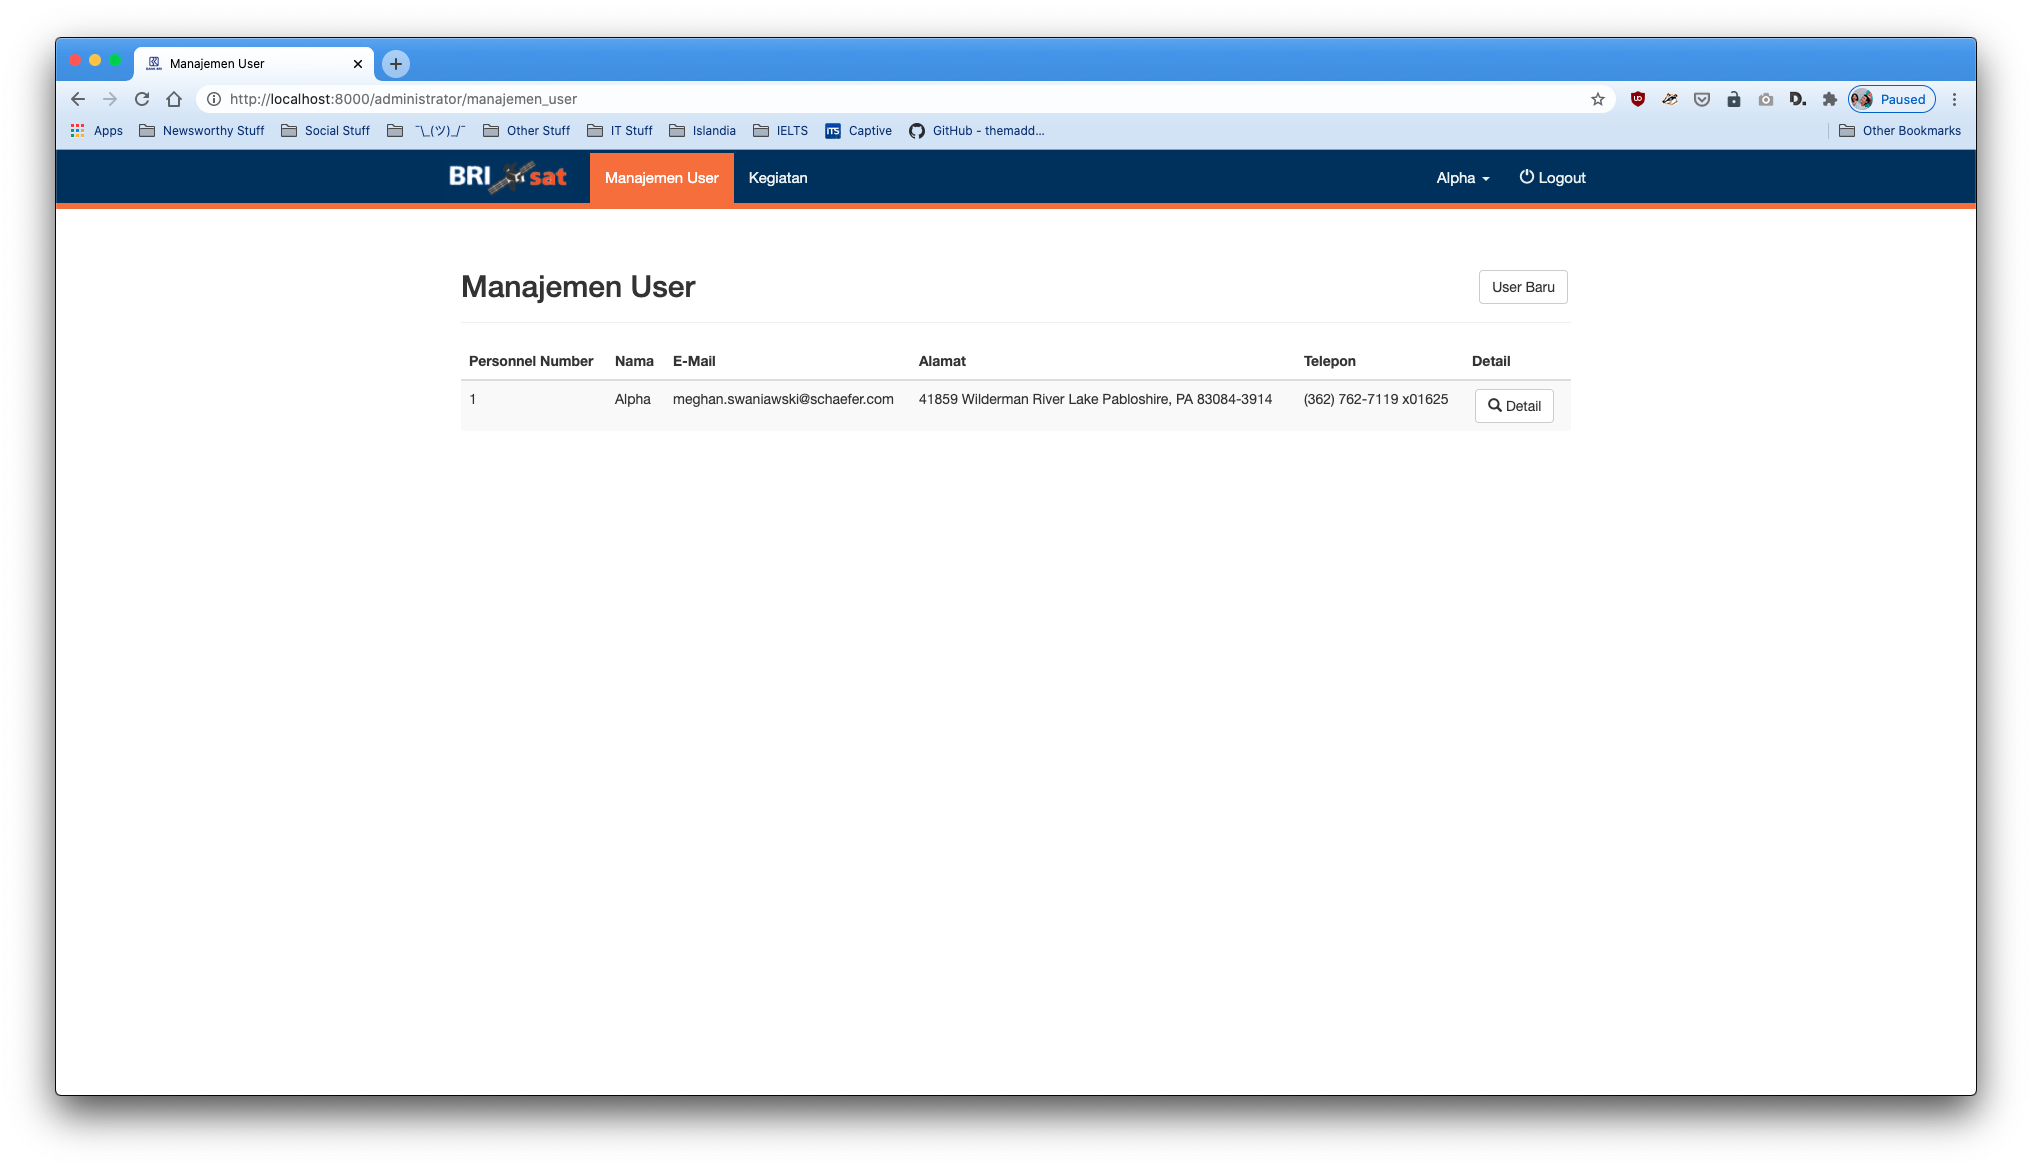 Manajemen User
http://localhost:8000/administrator/manajemen_user
Paused
Apps Newsworthy Stuff Social Stuff ¯\_(ツ)_/¯ Other Stuff IT Stuff Islandia IELTS ITS Captive GitHub - themadd... Other Bookmarks
BRI sat Manajemen User Kegiatan Alpha Logout
Manajemen User User Baru
Personnel Number Nama E-Mail Alamat Telepon Detail
1 Alpha meghan.swaniawski@schaefer.com 41859 Wilderman River Lake Pabloshire, PA 83084-3914 (362) 762-7119 x01625 Detail